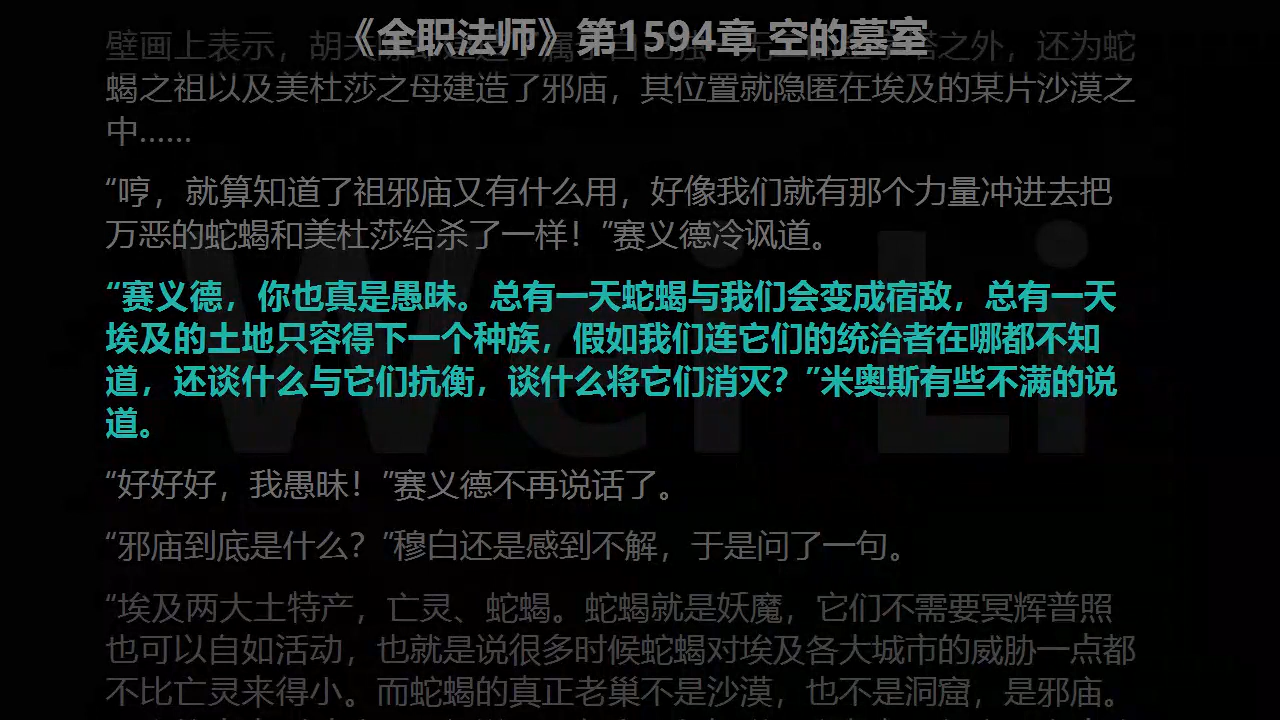 《全职法师》第1594章 空的墓室
壁画上表示，胡夫
之外，还为蛇
蝎之祖以及美杜莎之母建造了邪庙，其位置就隐匿在埃及的某片沙漠之
中……
“哼，就算知道了祖邪庙又有什么用，好像我们就有那个力量冲进去把
万恶的蛇蝎和美杜莎给杀了一样！”赛义德冷讽道。
“赛义德，你也真是愚昧。总有一天蛇蝎与我们会变成宿敌，总有一天
埃及的土地只容得下一个种族，假如我们连它们的统治者在哪都不知
道，还谈什么与它们抗衡，谈什么将它们消灭？”米奥斯有些不满的说
道。
“好好好，我愚昧！”赛义德不再说话了。
“邪庙到底是什么？”穆白还是感到不解，于是问了一句。
“埃及两大土特产，亡灵、蛇蝎。蛇蝎就是妖魔，它们不需要冥辉普照
也可以自如活动，也就是说很多时候蛇蝎对埃及各大城市的威胁一点都
不比亡灵来得小。而蛇蝎的真正老巢不是沙漠，也不是洞窟，是邪庙。
Wei Li